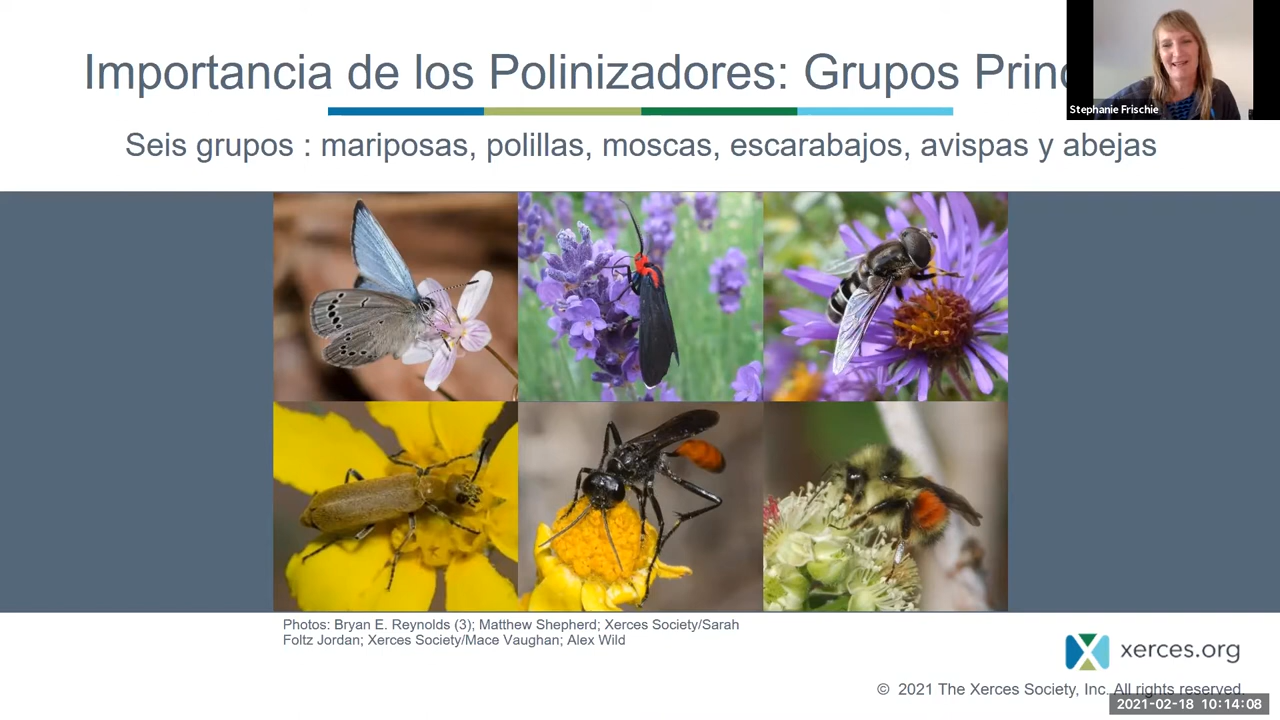 Importancia de los Polinizadores: Grupos
Stephanie Frischie
Seis grupos : mariposas, polillas, moscas, escarabajos, avispas y abejas
Photos: Bryan E. Reynolds (3); Matthew Shepherd; Xerces Society/Sarah
Foltz Jordan; Xerces Society/Mace Vaughan; Alex Wild
xerces.org
© 2021 The Xerces Society, Inc. All rights reserved.
2021-02-18 10:14:08